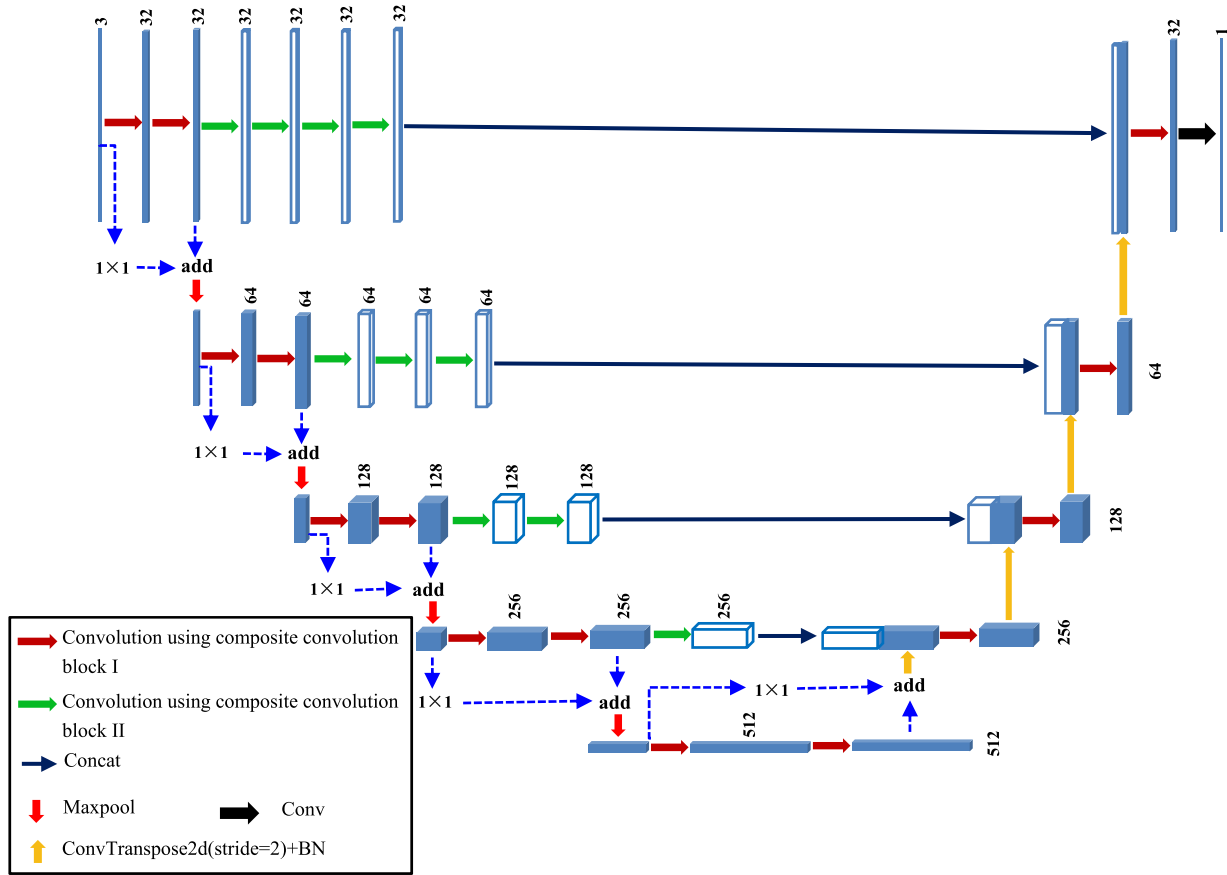 3 32 32 32 32 32 32
32 1
1×1 add
64 64 64 64 64
64
1×1 add
128 128 128 128
128
1×1 add
256 256 256
256
1×1 add 1×1 add
512
512
Convolution using composite convolution
block I
Convolution using composite convolution
block II
Concat
Maxpool Conv
ConvTranspose2d(stride=2)+BN